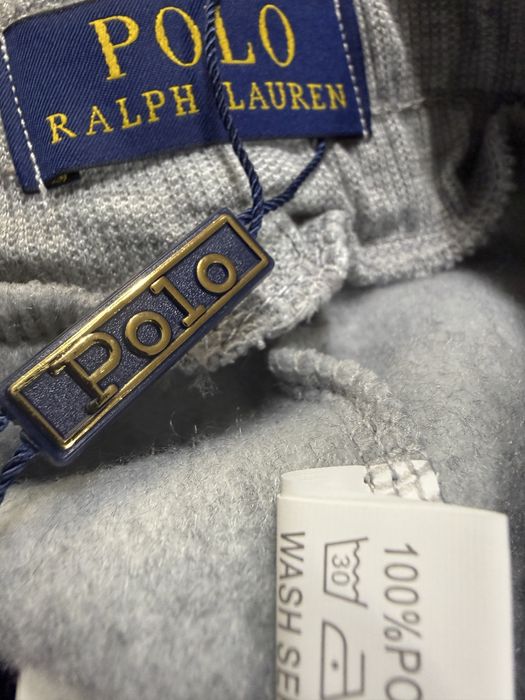 POLO
RALPH LAUREN
Polo
100%PO
30
WASH SE